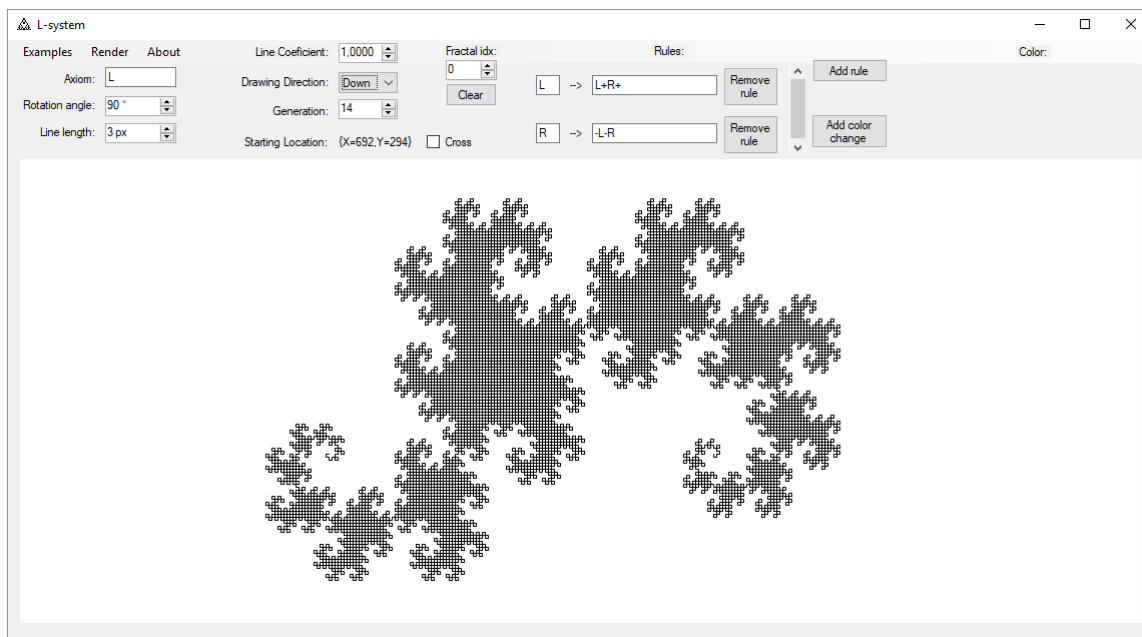 L-system
Examples Render About
Axiom: L
Rotation angle: 90 °
Line length: 3 px
Line Coeficient: 1,0000
Drawing Direction: Down
Generation: 14
Starting Location: {X=692,Y=294} Cross
Fractal idx:
0
Clear
Rules:
L --> L+R+ Remove rule
R --> -L-R Remove rule
Add rule
Add color change
Color: